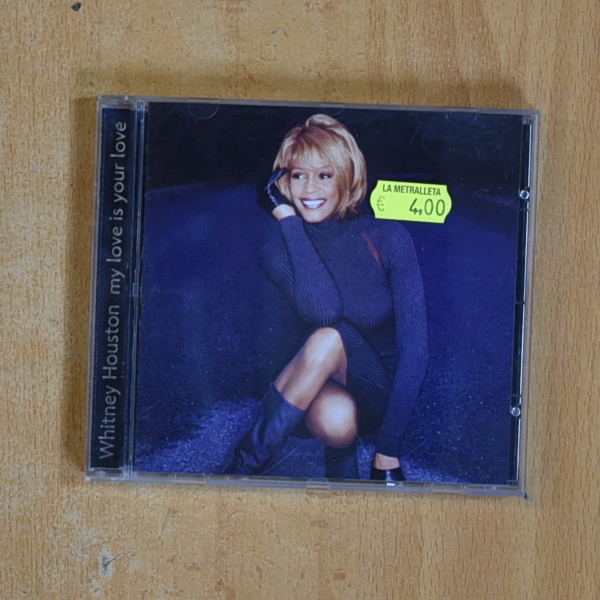 Whitney Houston my love is your love
LA METRALLETA
€ 4,00